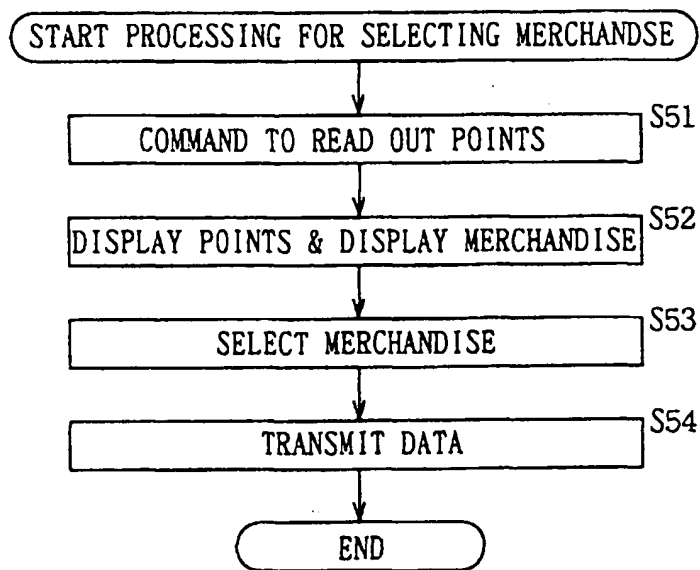 START PROCESSING FOR SELECTING MERCHANDSE
S51
COMMAND TO READ OUT POINTS
S52
DISPLAY POINTS & DISPLAY MERCHANDISE
S53
SELECT MERCHANDISE
S54
TRANSMIT DATA
END